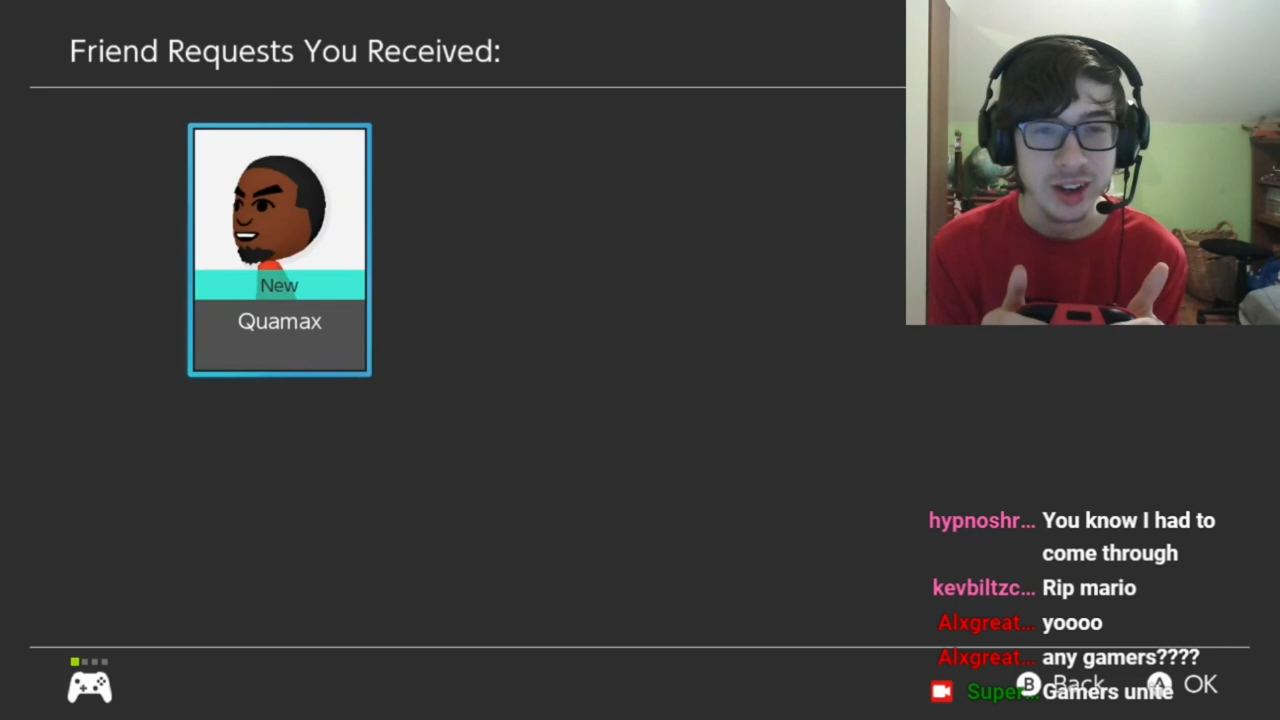 Friend Requests You Received:
New
Quamax
hypnoshr... You know I had to
come through
kevbiltzc... Rip mario
Alxgreat... yoooo
Alxgreat... any gamers????
Super... Gamers unite
B Back A OK